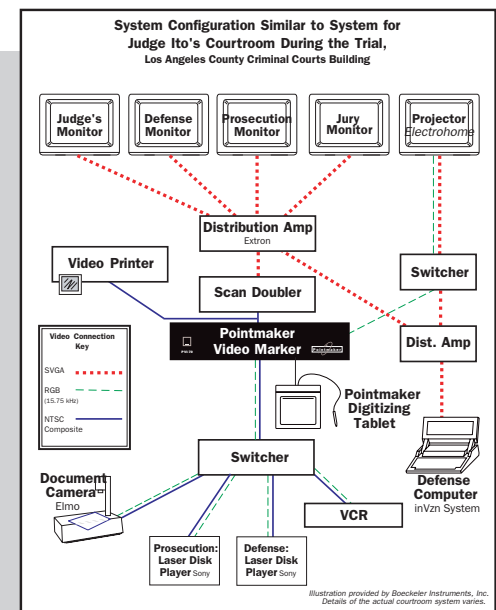 System Configuration Similar to System for
Judge Ito's Courtroom During the Trial,
Los Angeles County Criminal Courts Building
Judge's
Monitor
Defense
Monitor
Prosecution
Monitor
Jury
Monitor
Projector
Electrohome
Distribution Amp
Extron
Video Printer
Switcher
Scan Doubler
Pointmaker
Video Marker
Pointmaker
Dist. Amp
Video Connection
Key
SVGA
RGB
(15.75 kHz)
NTSC
Composite
Pointmaker
Digitizing
Tablet
Switcher
Defense
Computer
inVzn System
Document
Camera
Elmo
VCR
Prosecution:
Laser Disk
Player Sony
Defense:
Laser Disk
Player Sony
Illustration provided by Boeckeler Instruments, Inc.
Details of the actual courtroom system varies.